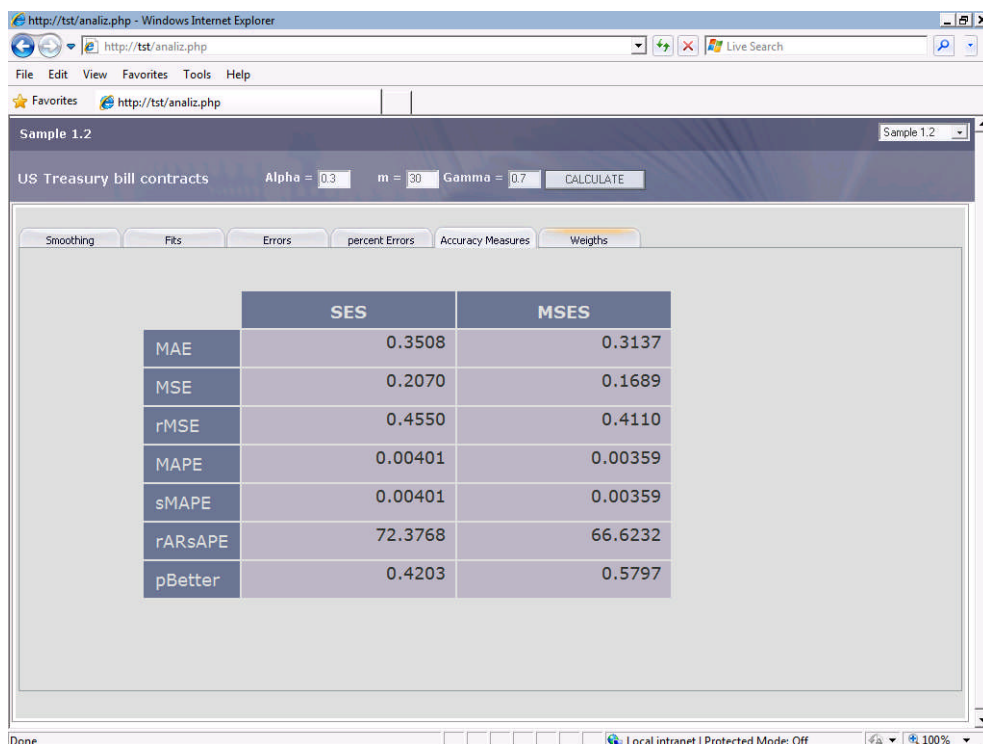 http://tst/analiz.php - Windows Internet Explorer
http://tst/analiz.php
Live Search
File Edit View Favorites Tools Help
Favorites http://tst/analiz.php
Sample 1.2 Sample 1.2
US Treasury bill contracts Alpha = 0.3 m = 30 Gamma = 0.7 CALCULATE
Smoothing Fits Errors percent Errors Accuracy Measures Weigths
SES MSES
MAE 0.3508 0.3137
MSE 0.2070 0.1689
rMSE 0.4550 0.4110
MAPE 0.00401 0.00359
sMAPE 0.00401 0.00359
rARsAPE 72.3768 66.6232
pBetter 0.4203 0.5797
Done Local intranet | Protected Mode: Off 100%